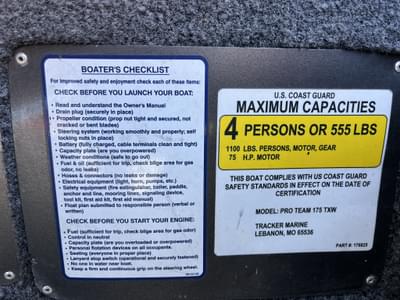 BOATER'S CHECKLIST
For improved safety and enjoyment check each of these items:
CHECK BEFORE YOU LAUNCH YOUR BOAT:
• Read and understand the Owner's Manual
• Drain plug (securely in place)
• Propeller condition (prop nut tight and secured, not
cracked or bent blades)
• Steering system (working smoothly and properly; self
locking nuts in place)
• Battery (fully charged, cable terminals clean and tight)
• Capacity plate (are you overpowered)
• Weather conditions (safe to go out)
• Fuel & oil (sufficient for trip, check bilge area for gas
odor, no leaks)
• Hoses & connectors (no leaks or damage)
• Electrical equipment (light, horn, pumps, etc.)
• Safety equipment (fire extinguisher, bailer, paddle,
anchor and line, mooring lines, signaling device,
tool kit, first aid kit, first aid manual)
• Float plan submitted to responsible person (verbal or
written)
CHECK BEFORE YOU START YOUR ENGINE:
• Fuel (sufficient for trip, check bilge area for gas odor)
• Control in neutral
• Capacity plate (are you overloaded or overpowered)
• Personal flotation devices on all occupants.
• Seating (everyone in proper place)
• Lanyard stop switch (operational and securely fastened)
• No one in water near boat.
• Keep a firm and continuous grip on the steering wheel.
U.S. COAST GUARD
MAXIMUM CAPACITIES
4 PERSONS OR 555 LBS
1100 LBS. PERSONS, MOTOR, GEAR
75 H.P. MOTOR
THIS BOAT COMPLIES WITH US COAST GUARD
SAFETY STANDARDS IN EFFECT ON THE DATE OF
CERTIFICATION
MODEL: PRO TEAM 175 TXW
TRACKER MARINE
LEBANON, MO 65536
PART #: 176825